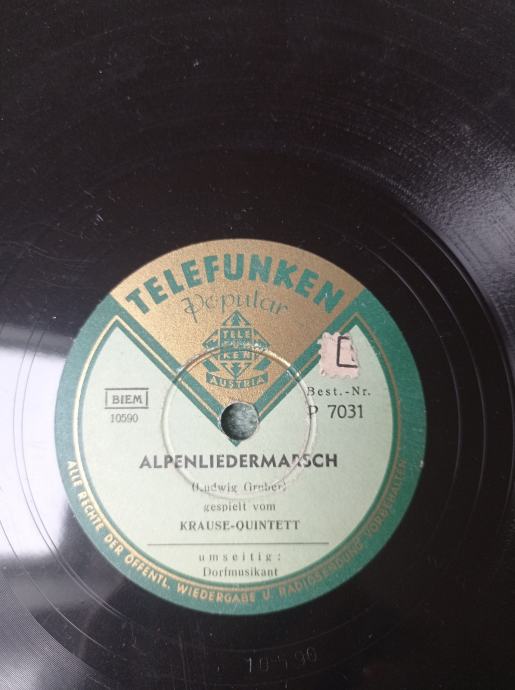 TELEFUNKEN
Popular
TELE
FUN
KEN
AUSTRIA
BIEM
10590
Best.-Nr.
P 7031
ALPENLIEDERMARSCH
(Ludwig Gruber)
gespielt vom
KRAUSE-QUINTETT
umseitig:
Dorfmusikant
ALLE RECHTE DER ÖFFENTL. WIEDERGABE U. RADIOSENDUNG VORBEHALTEN